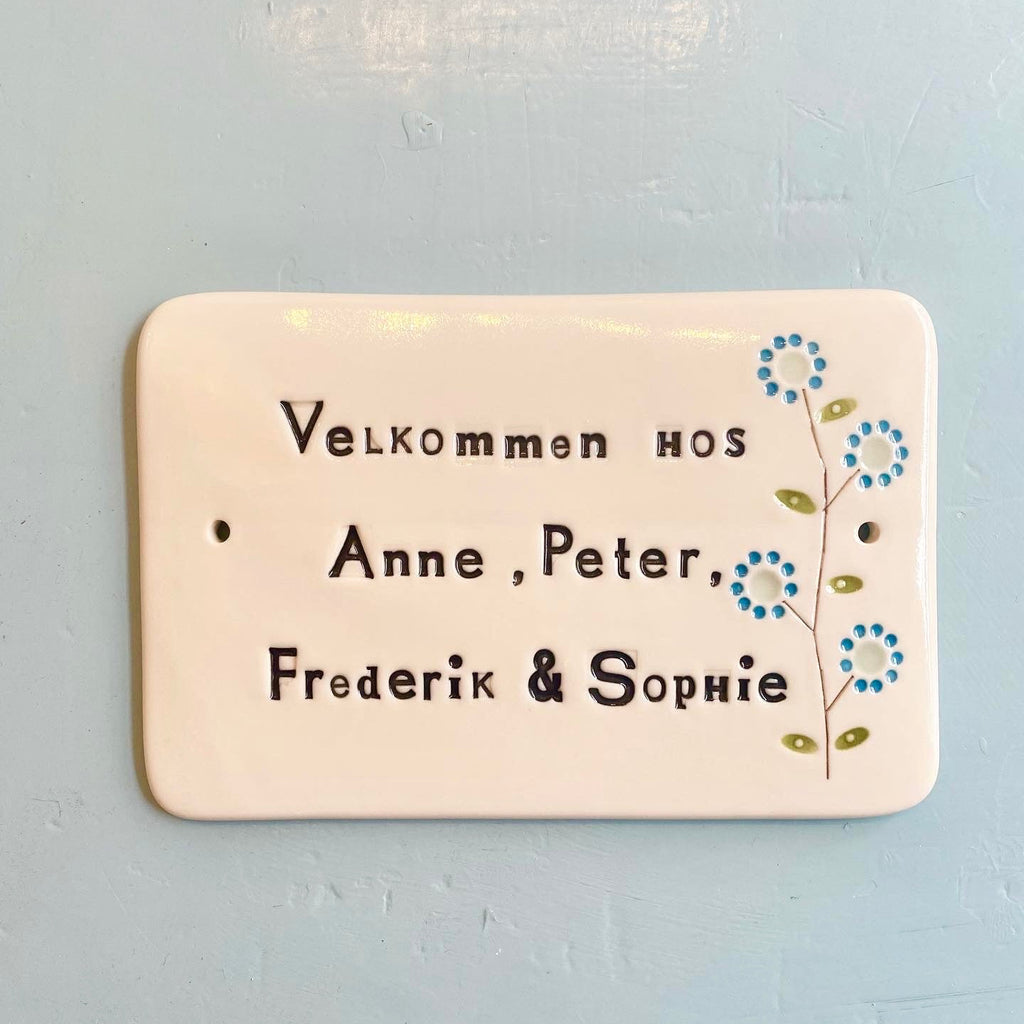 Velkommen hos
Anne, Peter,
Frederik & Sophie